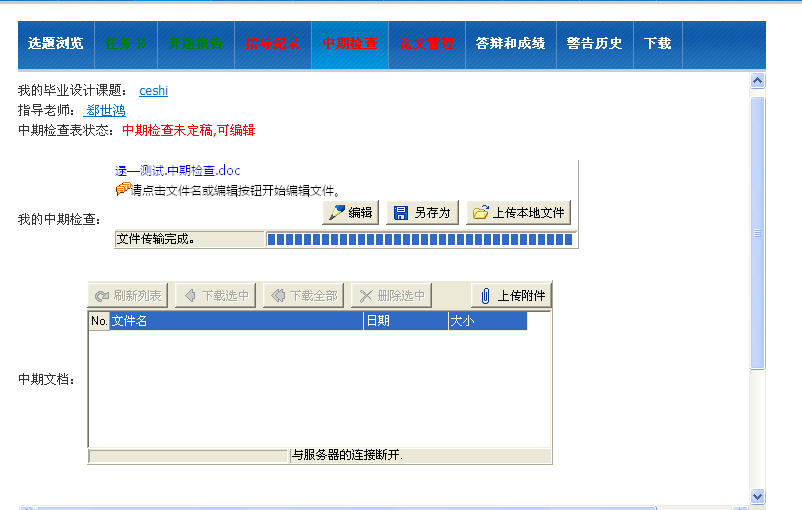 选题浏览 任务书 开题报告 指导记录 中期检查 论文管理 答辩和成绩 警告历史 下载
我的毕业设计课题： ceshi
指导老师： 郄世鸿
中期检查表状态：中期检查未定稿,可编辑
我的中期检查：
逯—测试.中期检查.doc
请点击文件名或编辑按钮开始编辑文件。
编辑 另存为 上传本地文件
文件传输完成。
中期文档：
刷新列表 下载选中 下载全部 删除选中 上传附件
No. 文件名 日期 大小
与服务器的连接断开.